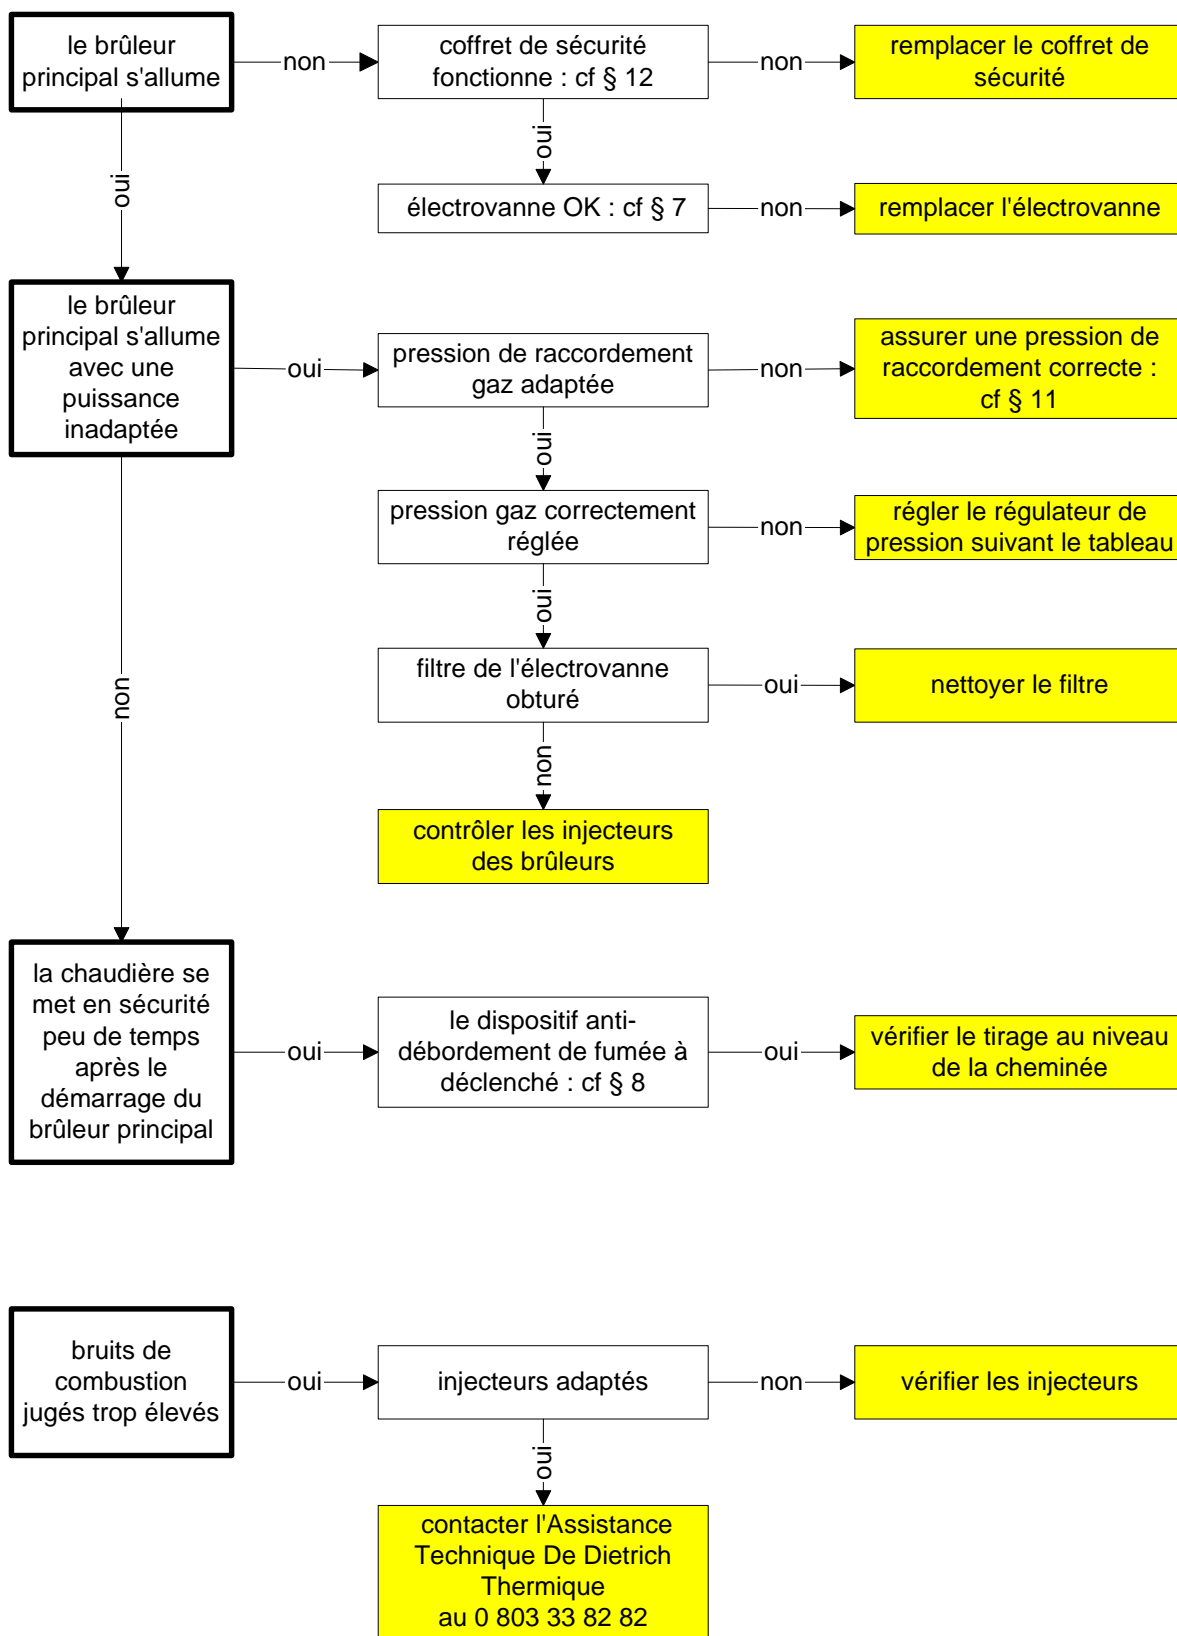 le brûleur
principal s'allume
non
coffret de sécurité
fonctionne : cf § 12
non
remplacer le coffret de
sécurité
oui
oui
électrovanne OK : cf § 7
non
remplacer l'électrovanne
le brûleur
principal s'allume
avec une
puissance
inadaptée
oui
pression de raccordement
gaz adaptée
non
assurer une pression de
raccordement correcte :
cf § 11
oui
pression gaz correctement
réglée
non
régler le régulateur de
pression suivant le tableau
oui
filtre de l'électrovanne
obturé
oui
nettoyer le filtre
non
non
contrôler les injecteurs
des brûleurs
la chaudière se
met en sécurité
peu de temps
après le
démarrage du
brûleur principal
oui
le dispositif anti-
débordement de fumée à
déclenché : cf § 8
oui
vérifier le tirage au niveau
de la cheminée
bruits de
combustion
jugés trop élevés
oui
injecteurs adaptés
non
vérifier les injecteurs
oui
contacter l'Assistance
Technique De Dietrich
Thermique
au 0 803 33 82 82